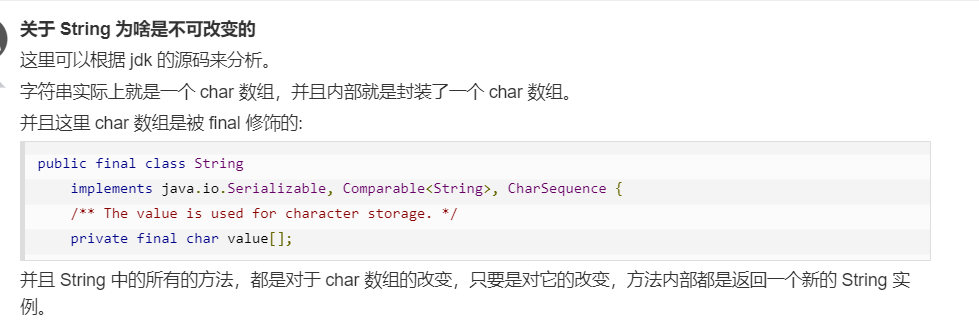 关于 String 为啥是不可改变的
这里可以根据 jdk 的源码来分析。
字符串实际上就是一个 char 数组，并且内部就是封装了一个 char 数组。
并且这里 char 数组是被 final 修饰的:
public final class String
    implements java.io.Serializable, Comparable<String>, CharSequence {
    /** The value is used for character storage. */
    private final char value[];
并且 String 中的所有的方法，都是对于 char 数组的改变，只要是对它的改变，方法内部都是返回一个新的 String 实
例。